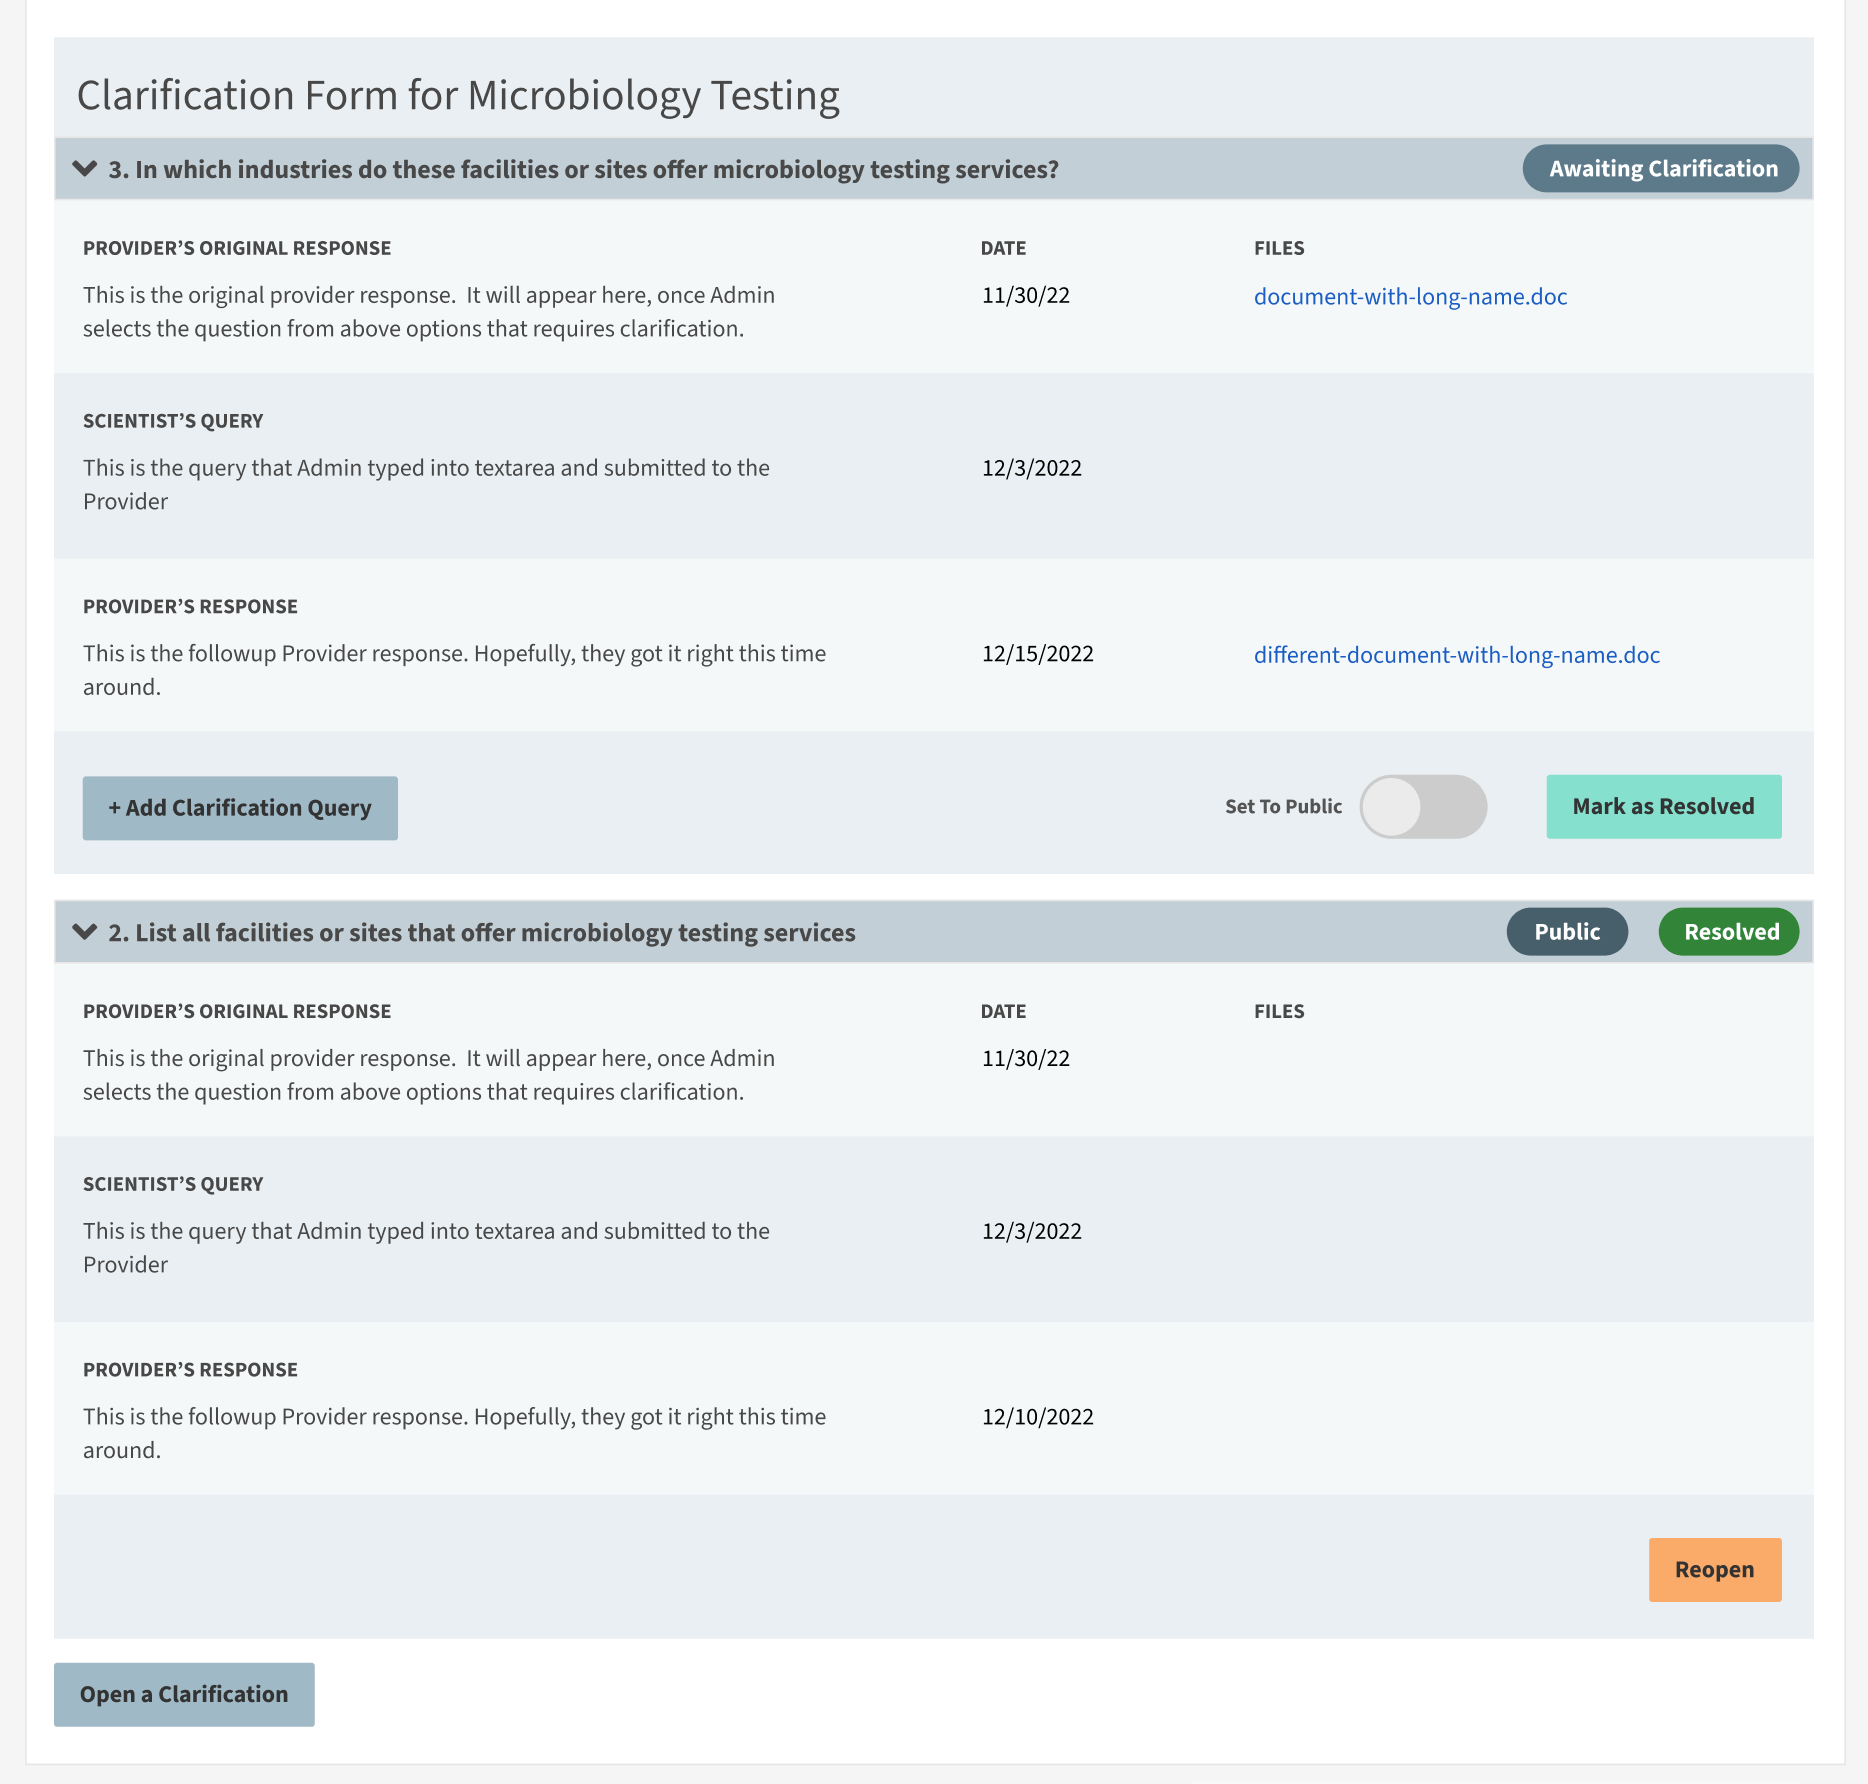 Clarification Form for Microbiology Testing
3. In which industries do these facilities or sites offer microbiology testing services?
Awaiting Clarification
PROVIDER’S ORIGINAL RESPONSE
DATE
FILES
This is the original provider response.  It will appear here, once Admin
selects the question from above options that requires clarification.
11/30/22
document-with-long-name.doc
SCIENTIST’S QUERY
This is the query that Admin typed into textarea and submitted to the
Provider
12/3/2022
PROVIDER’S RESPONSE
This is the followup Provider response. Hopefully, they got it right this time
around.
12/15/2022
different-document-with-long-name.doc
+ Add Clarification Query
Set To Public
Mark as Resolved
2. List all facilities or sites that offer microbiology testing services
Public
Resolved
PROVIDER’S ORIGINAL RESPONSE
DATE
FILES
This is the original provider response.  It will appear here, once Admin
selects the question from above options that requires clarification.
11/30/22
SCIENTIST’S QUERY
This is the query that Admin typed into textarea and submitted to the
Provider
12/3/2022
PROVIDER’S RESPONSE
This is the followup Provider response. Hopefully, they got it right this time
around.
12/10/2022
Reopen
Open a Clarification